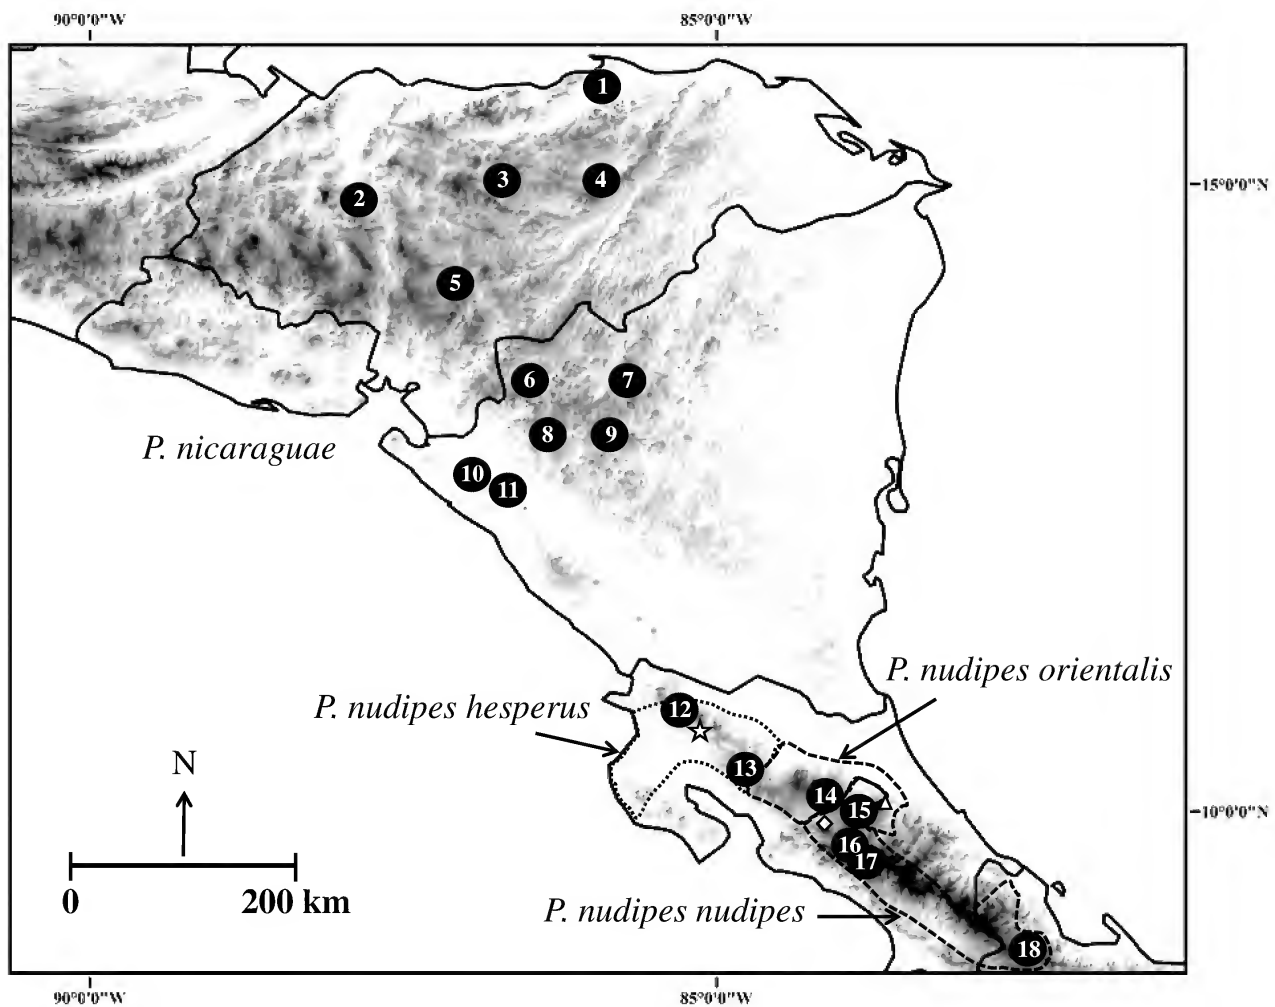 90°0'0"W 85°0'0"W
1
15°0'0"N
2 3 4
5
6 7
8 9
P. nicaraguae
10 11
P. nudipes orientalis
P. nudipes hesperus
12
N
13
14
15
10°0'0"N
16
17
0 200 km
P. nudipes nudipes
18
90°0'0"W 85°0'0"W